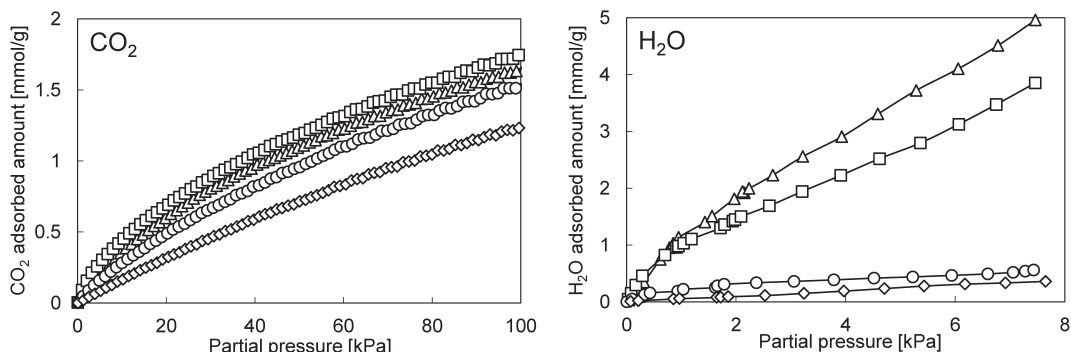 CO2
CO2 adsorbed amount [mmol/g]
2
1.5
1
0.5
0
0 20 40 60 80 100
Partial pressure [kPa]
H2O
H2O adsorbed amount [mmol/g]
5
4
3
2
1
0
0 2 4 6 8
Partial pressure [kPa]